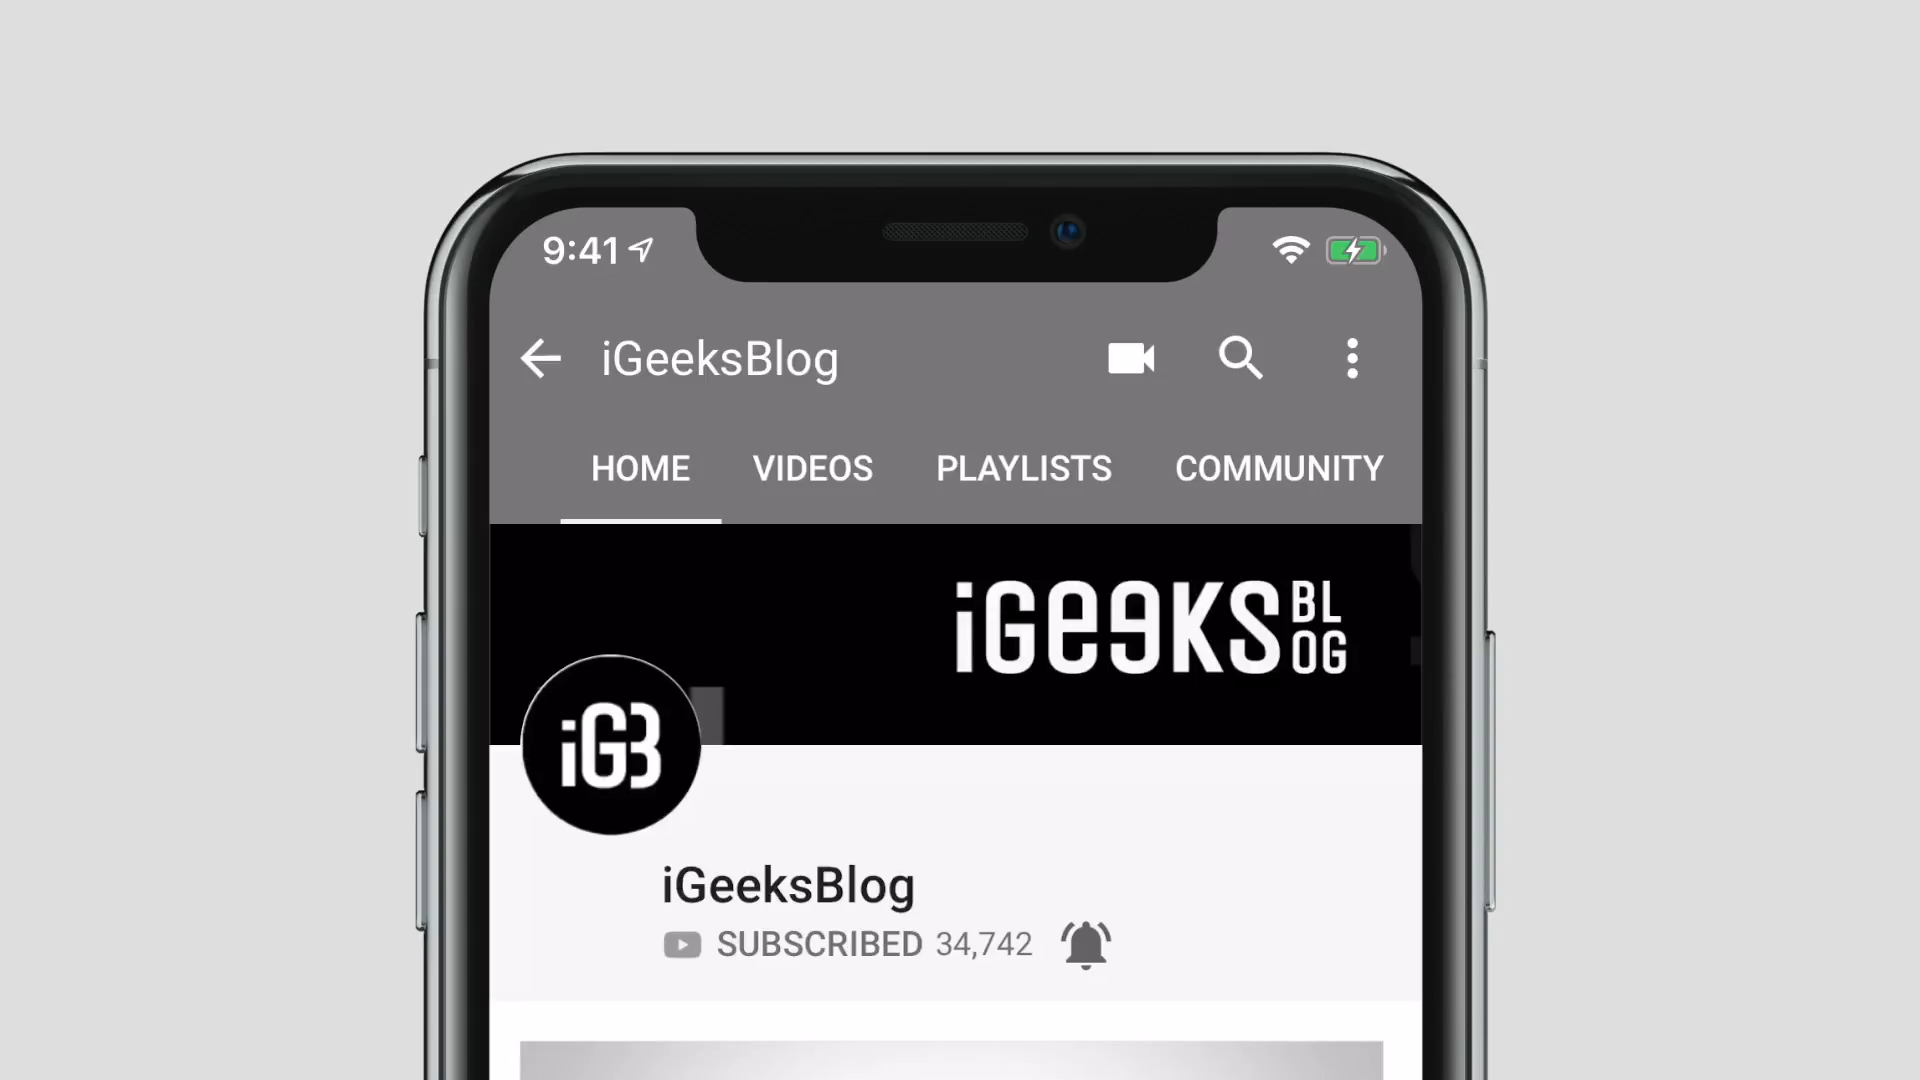 9:41
iGeeksBlog
HOME VIDEOS PLAYLISTS COMMUNITY
iGeeKS BLOG
iGB
iGeeksBlog
SUBSCRIBED 34,742